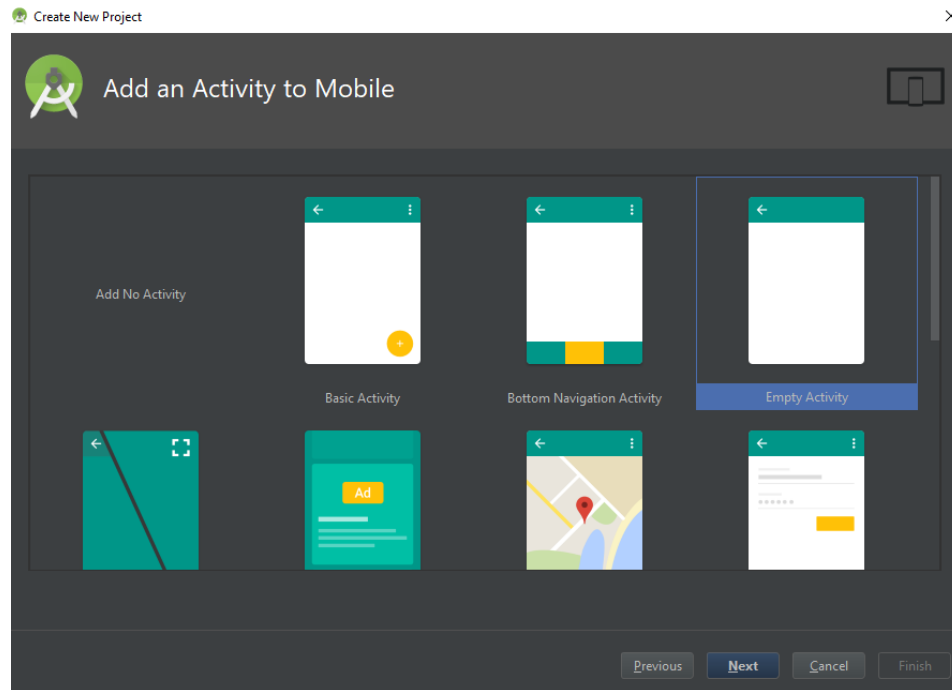 Create New Project
Add an Activity to Mobile
Add No Activity
Basic Activity
Bottom Navigation Activity
Empty Activity
Ad
Previous
Next
Cancel
Finish